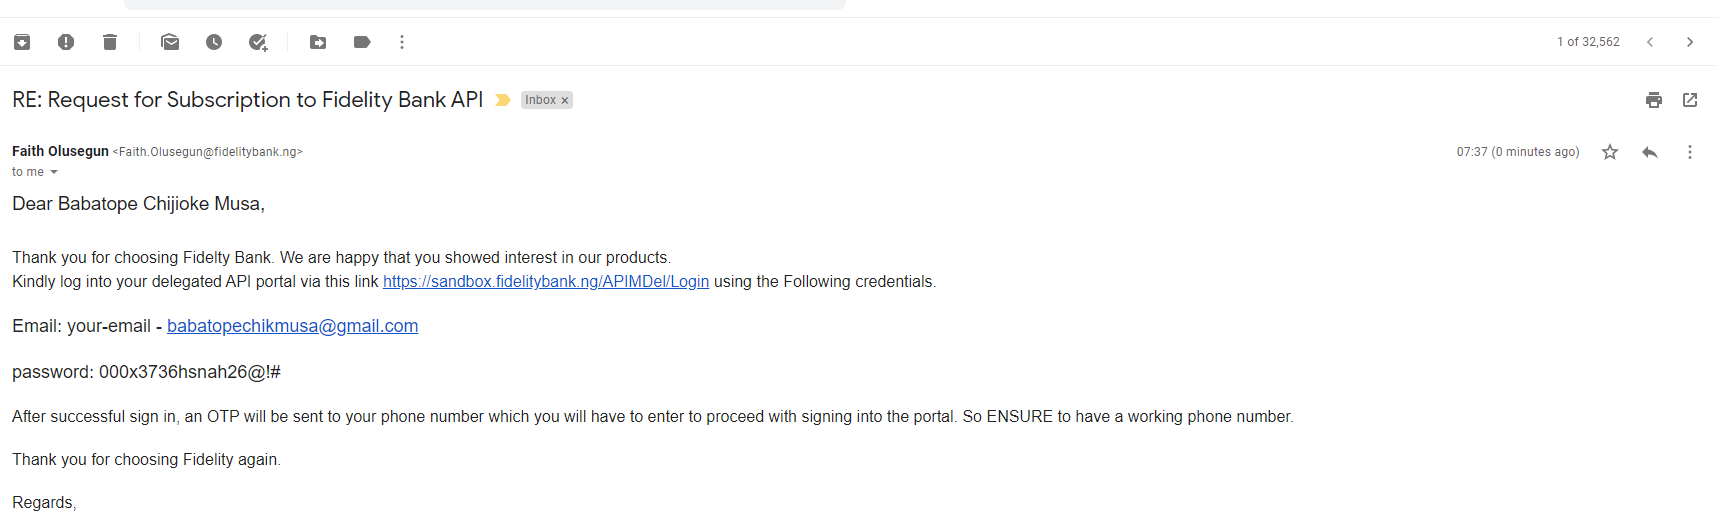 1 of 32,562
RE: Request for Subscription to Fidelity Bank API Inbox x
Faith Olusegun <Faith.Olusegun@fidelitybank.ng> 07:37 (0 minutes ago)
to me
Dear Babatope Chijioke Musa,
Thank you for choosing Fidelty Bank. We are happy that you showed interest in our products.
Kindly log into your delegated API portal via this link https://sandbox.fidelitybank.ng/APIMDel/Login using the Following credentials.
Email: your-email - babatopechikmusa@gmail.com
password: 000x3736hsnah26@!#
After successful sign in, an OTP will be sent to your phone number which you will have to enter to proceed with signing into the portal. So ENSURE to have a working phone number.
Thank you for choosing Fidelity again.
Regards,